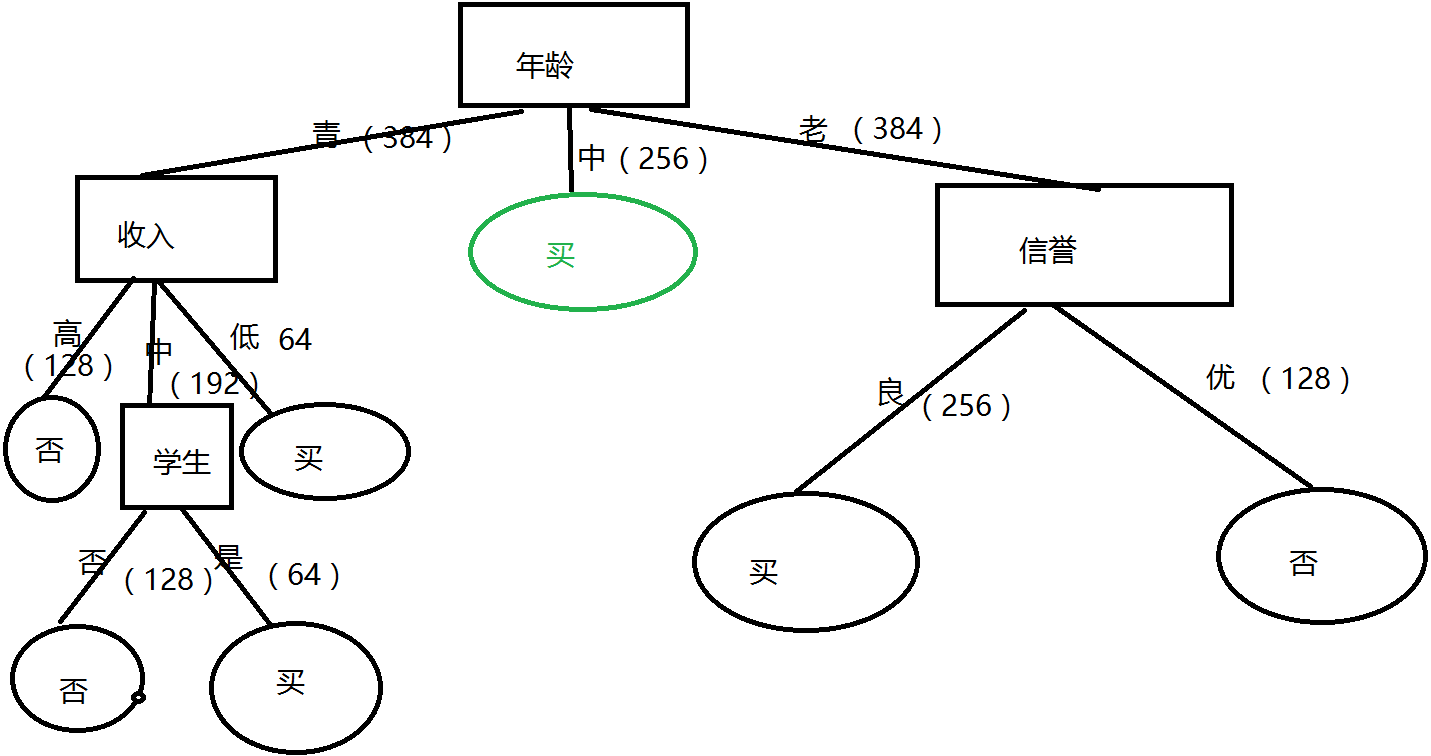 年龄
青（384）
中（256）
老（384）
收入
买
信誉
高
（128）
中
（192）
低 64
良（256）
优（128）
否
学生
买
否（128）
是（64）
买
否
否
买